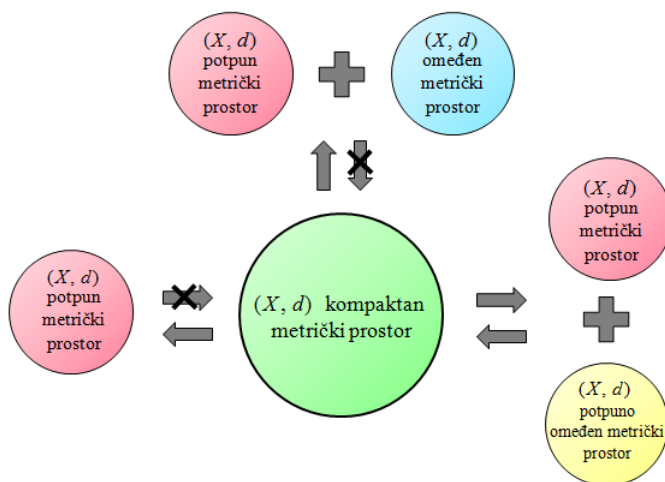 (X, d)
potpun
metrički
prostor
(X, d)
omeđen
metrički
prostor
(X, d)
potpun
metrički
prostor
(X, d)
potpun
metrički
prostor
(X, d) kompaktan
metrički prostor
(X, d)
potpuno
omeđen metrički
prostor